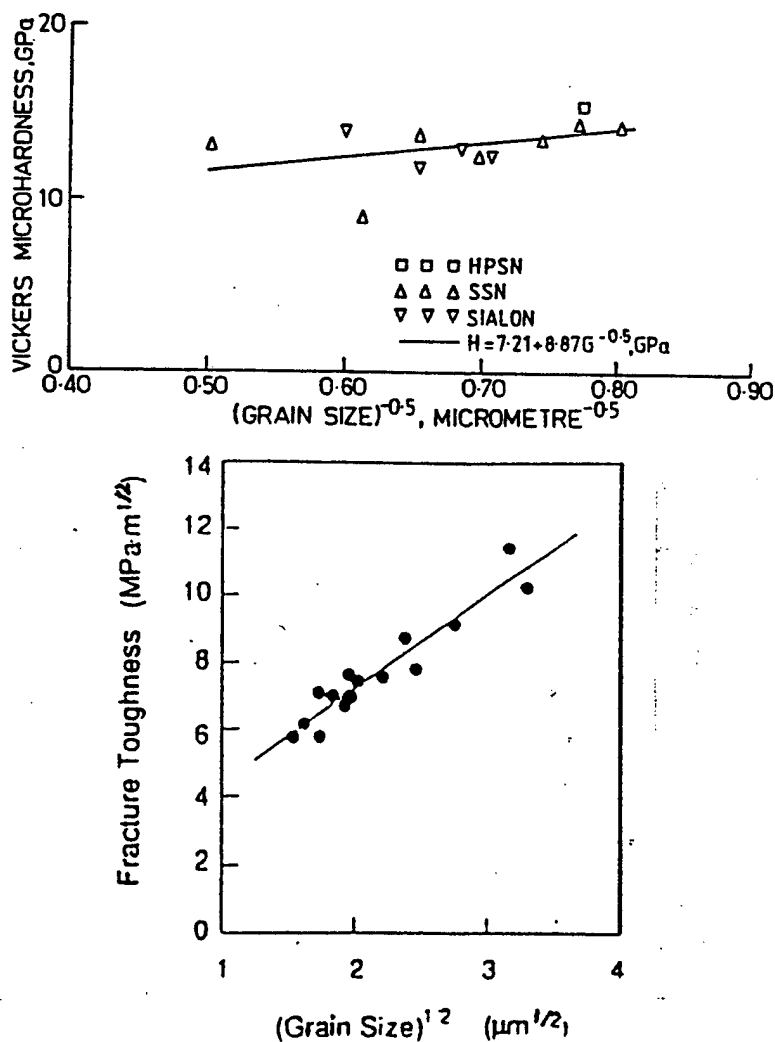 VICKERS MICROHARDNESS,GPa
20
10
0
□ □ □ HPSN
△ △ △ SSN
▽ ▽ ▽ SIALON
— H=7·21+8·87G⁻⁰·⁵,GPa
0·40 0·50 0·60 0·70 0·80 0·90
(GRAIN SIZE)⁻⁰·⁵, MICROMETRE⁻⁰·⁵
Fracture Toughness (MPa·m^1/2)
14
12
10
8
6
4
2
0
1 2 3 4
(Grain Size)^1 2 (μm^1/2)